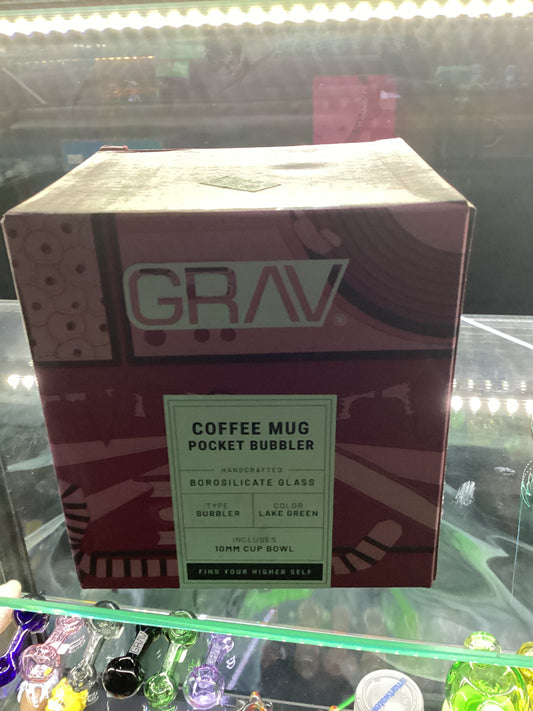 GRAV®
COFFEE MUG
POCKET BUBBLER
HANDCRAFTED
BOROSILICATE GLASS
TYPE COLOR
BUBBLER LAKE GREEN
INCLUDES
10MM CUP BOWL
FIND YOUR HIGHER SELF